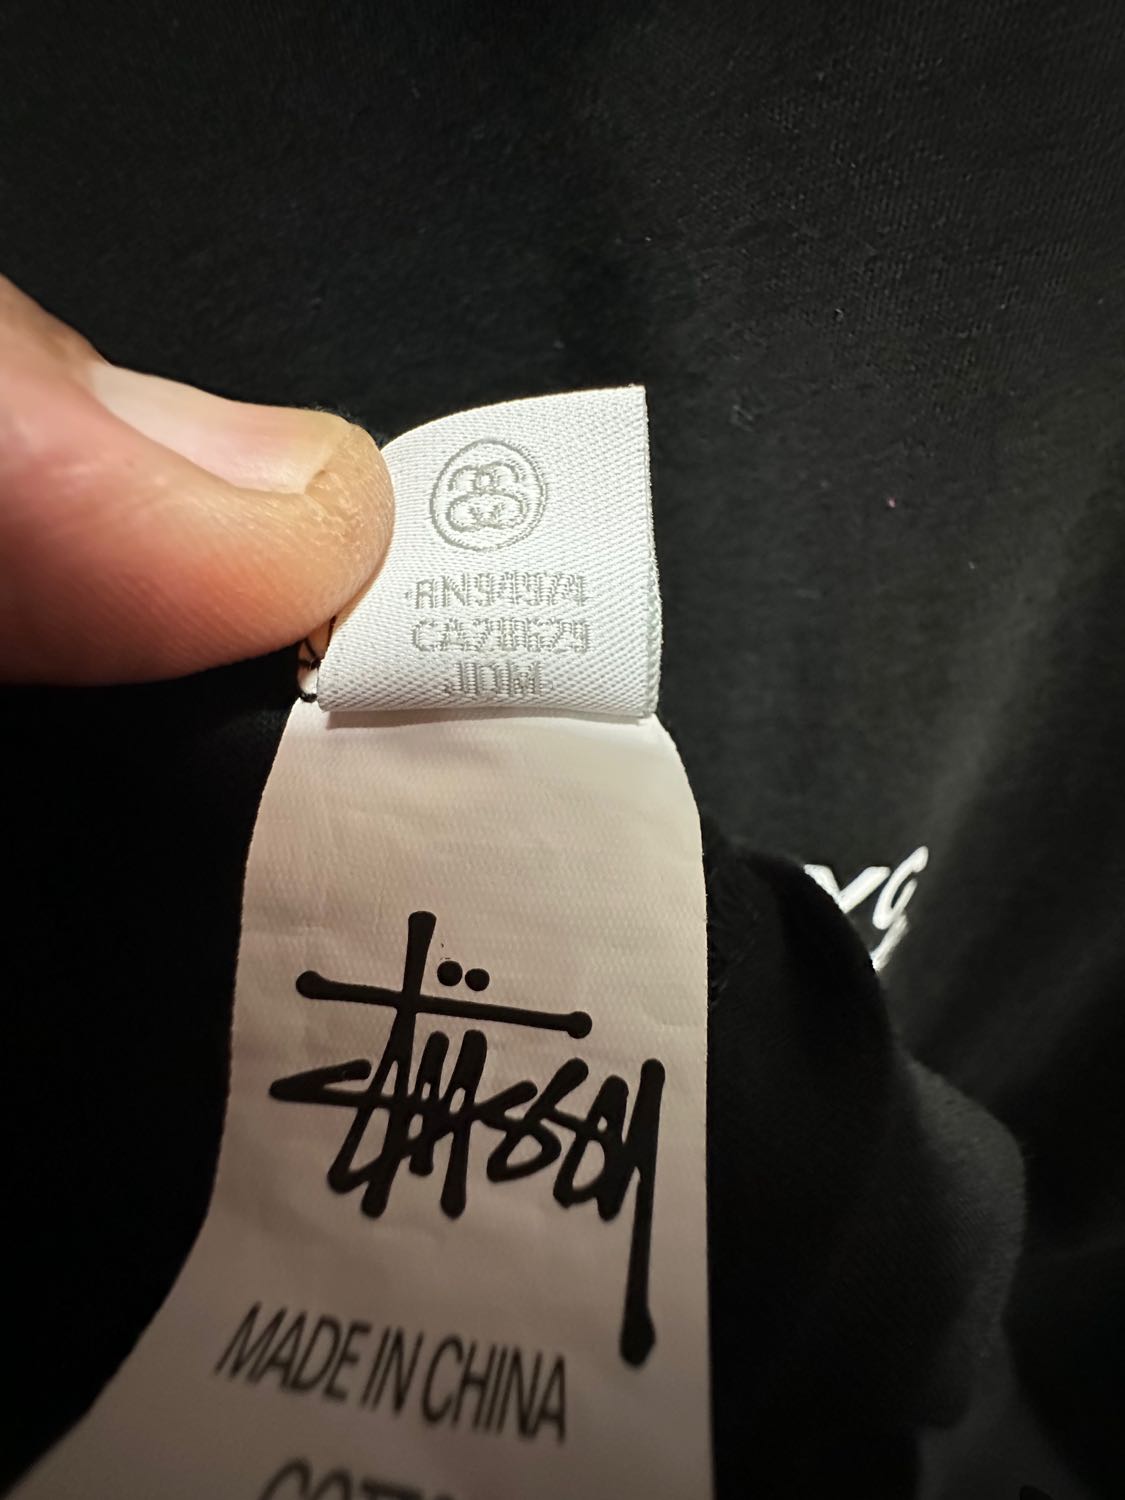 RN94974
CA28629
JDM
STÜSSY
MADE IN CHINA